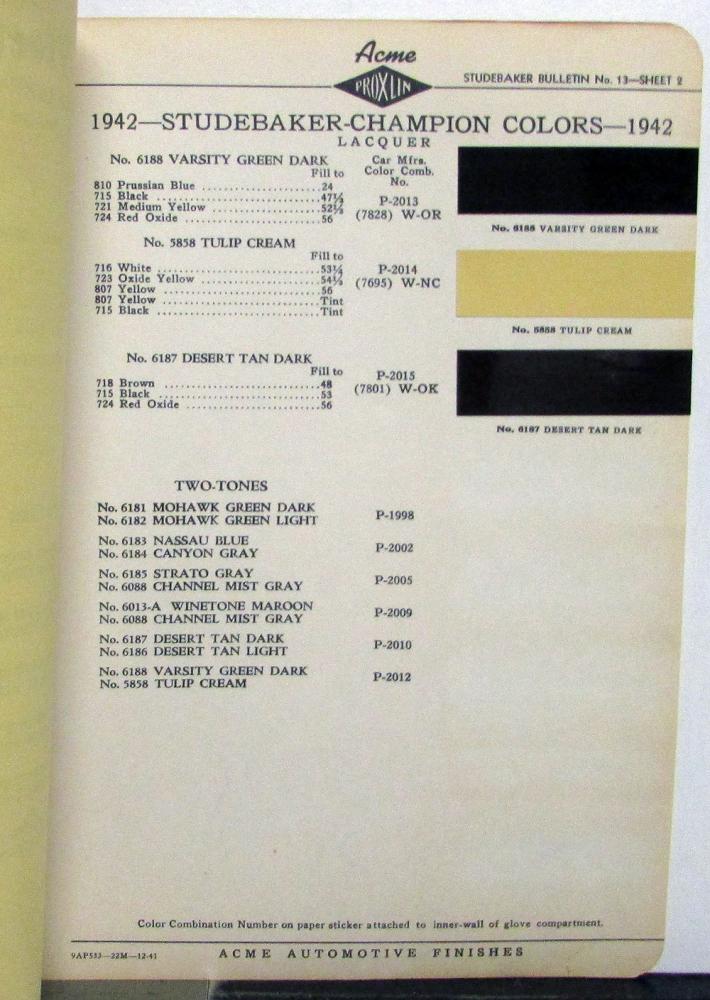 Acme
PROXLIN
STUDEBAKER BULLETIN No. 13—SHEET 2
1942—STUDEBAKER-CHAMPION COLORS—1942
LACQUER
No. 6188 VARSITY GREEN DARK
Fill to
810 Prussian Blue ....................24
715 Black ....................47½
721 Medium Yellow ....................52½
724 Red Oxide ....................56
Car Mfrs.
Color Comb.
No.
P-2013
(7828) W-OR
No. 6188 VARSITY GREEN DARK
No. 5858 TULIP CREAM
Fill to
716 White ....................53¼
723 Oxide Yellow ....................54½
807 Yellow ....................56
807 Yellow ....................Tint
715 Black ....................Tint
P-2014
(7695) W-NC
No. 5858 TULIP CREAM
No. 6187 DESERT TAN DARK
Fill to
718 Brown ....................48
715 Black ....................53
724 Red Oxide ....................56
P-2015
(7801) W-OK
No. 6187 DESERT TAN DARK
TWO-TONES
No. 6181 MOHAWK GREEN DARK
No. 6182 MOHAWK GREEN LIGHT
P-1998
No. 6183 NASSAU BLUE
No. 6184 CANYON GRAY
P-2002
No. 6185 STRATO GRAY
No. 6088 CHANNEL MIST GRAY
P-2005
No. 6013-A WINETONE MAROON
No. 6088 CHANNEL MIST GRAY
P-2009
No. 6187 DESERT TAN DARK
No. 6186 DESERT TAN LIGHT
P-2010
No. 6188 VARSITY GREEN DARK
No. 5858 TULIP CREAM
P-2012
Color Combination Number on paper sticker attached to inner-wall of glove compartment.
9AP533—22M—12-41
ACME AUTOMOTIVE FINISHES